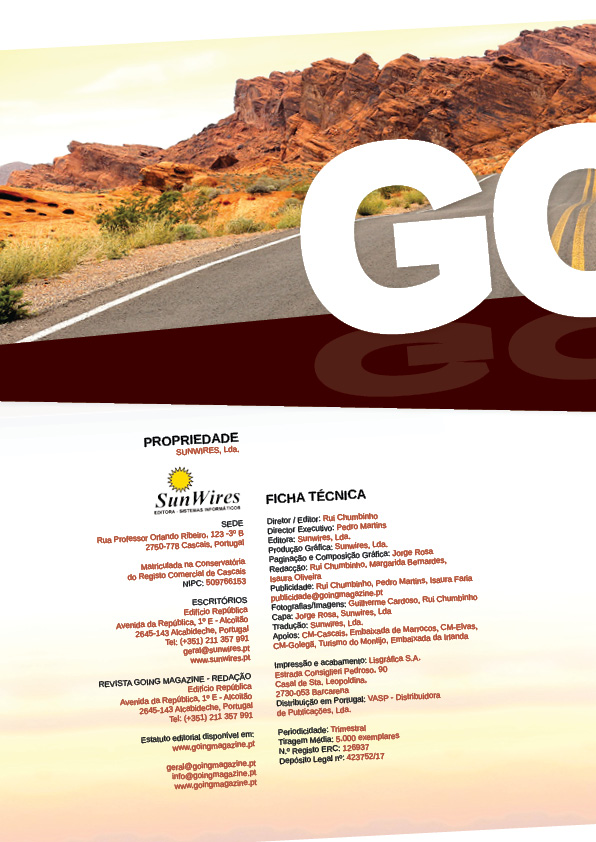 GO
PROPRIEDADE
SUNWIRES, Lda.
SunWires
EDITORA - SISTEMAS INFORMÁTICOS
SEDE
Rua Professor Orlando Ribeiro, 123 -3º B
2750-778 Cascais, Portugal
Matriculada na Conservatória
do Registo Comercial de Cascais
NIPC: 509766153
ESCRITÓRIOS
Edifício República
Avenida da República, 1º E - Alcoitão
2645-143 Alcabideche, Portugal
Tel: (+351) 211 357 991
geral@sunwires.pt
www.sunwires.pt
REVISTA GOING MAGAZINE - REDAÇÃO
Edifício República
Avenida da República, 1º E - Alcoitão
2645-143 Alcabideche, Portugal
Tel: (+351) 211 357 991
Estatuto editorial disponível em:
www.goingmagazine.pt
geral@goingmagazine.pt
info@goingmagazine.pt
www.goingmagazine.pt
FICHA TÉCNICA
Diretor / Editor: Rui Chumbinho
Director Executivo: Pedro Martins
Editora: Sunwires, Lda.
Produção Gráfica: Sunwires, Lda.
Paginação e Composição Gráfica: Jorge Rosa
Redacção: Rui Chumbinho, Margarida Bernardes,
Isaura Oliveira
Publicidade: Rui Chumbinho, Pedro Martins, Isaura Faria
publicidade@goingmagazine.pt
Fotografias/Imagens: Guilherme Cardoso, Rui Chumbinho
Capa: Jorge Rosa, Sunwires, Lda
Tradução: Sunwires, Lda.
Apoios: CM-Cascais, Embaixada de Marrocos, CM-Elvas,
CM-Golegã, Turismo do Montijo, Embaixada da Irlanda
Impressão e acabamento: Lisgráfica S.A.
Estrada Consiglieri Pedroso, 90
Casal de Sta, Leopoldina.
2730-053 Barcarena
Distribuição em Portugal: VASP - Distribuidora
de Publicações, Lda.
Periodicidade: Trimestral
Tiragem Média: 5.000 exemplares
N.º Registo ERC: 126937
Depósito Legal nº: 423752/17